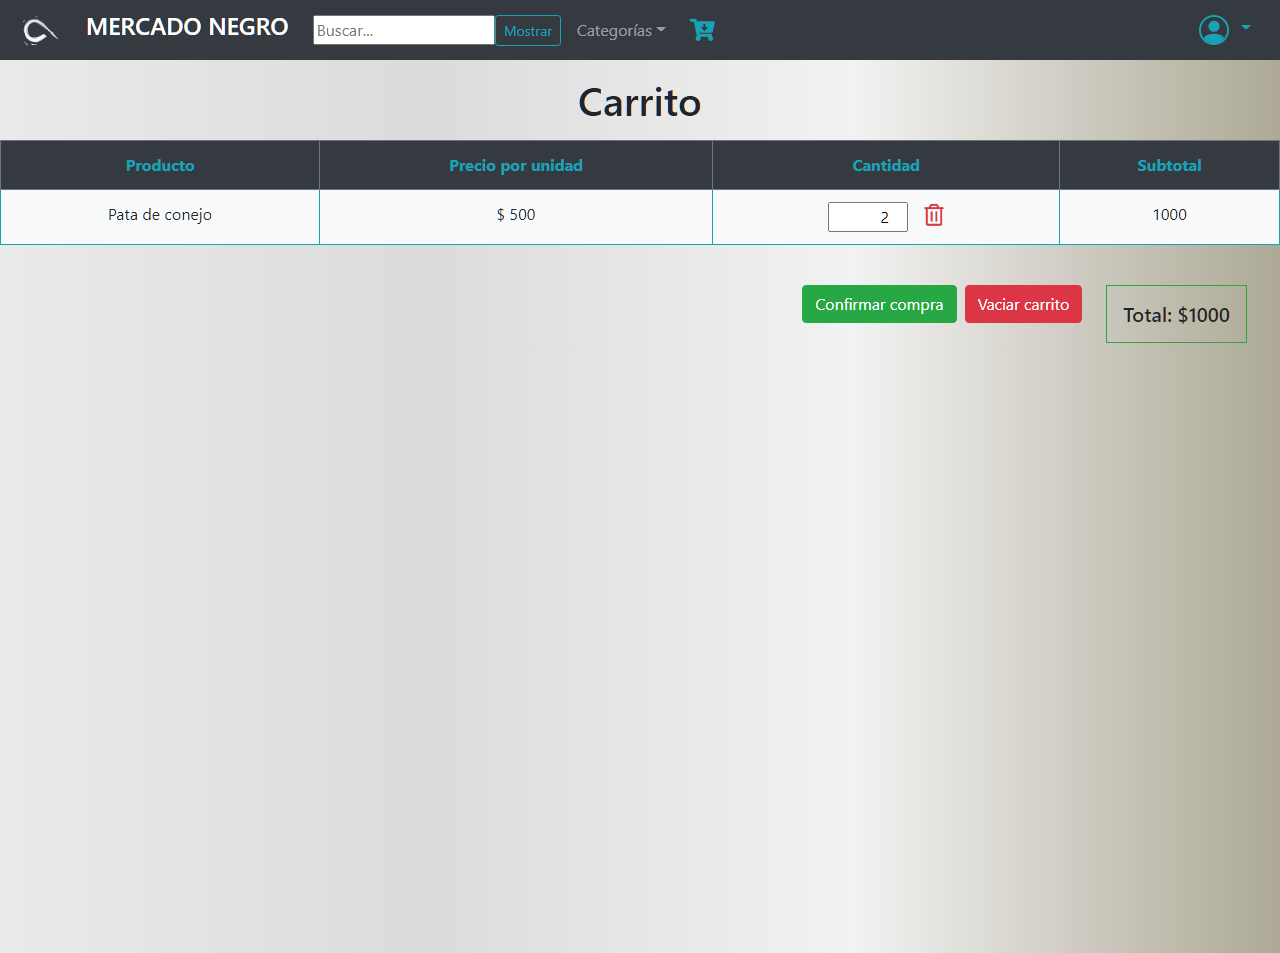 MERCADO NEGRO
Buscar...
Mostrar
Categorías
Carrito
Producto Precio por unidad Cantidad Subtotal
Pata de conejo $ 500 2 1000
Confirmar compra Vaciar carrito Total: $1000